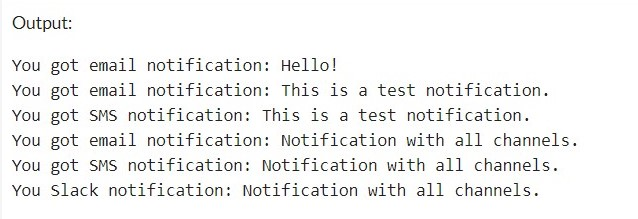 Output:
You got email notification: Hello!
You got email notification: This is a test notification.
You got SMS notification: This is a test notification.
You got email notification: Notification with all channels.
You got SMS notification: Notification with all channels.
You Slack notification: Notification with all channels.